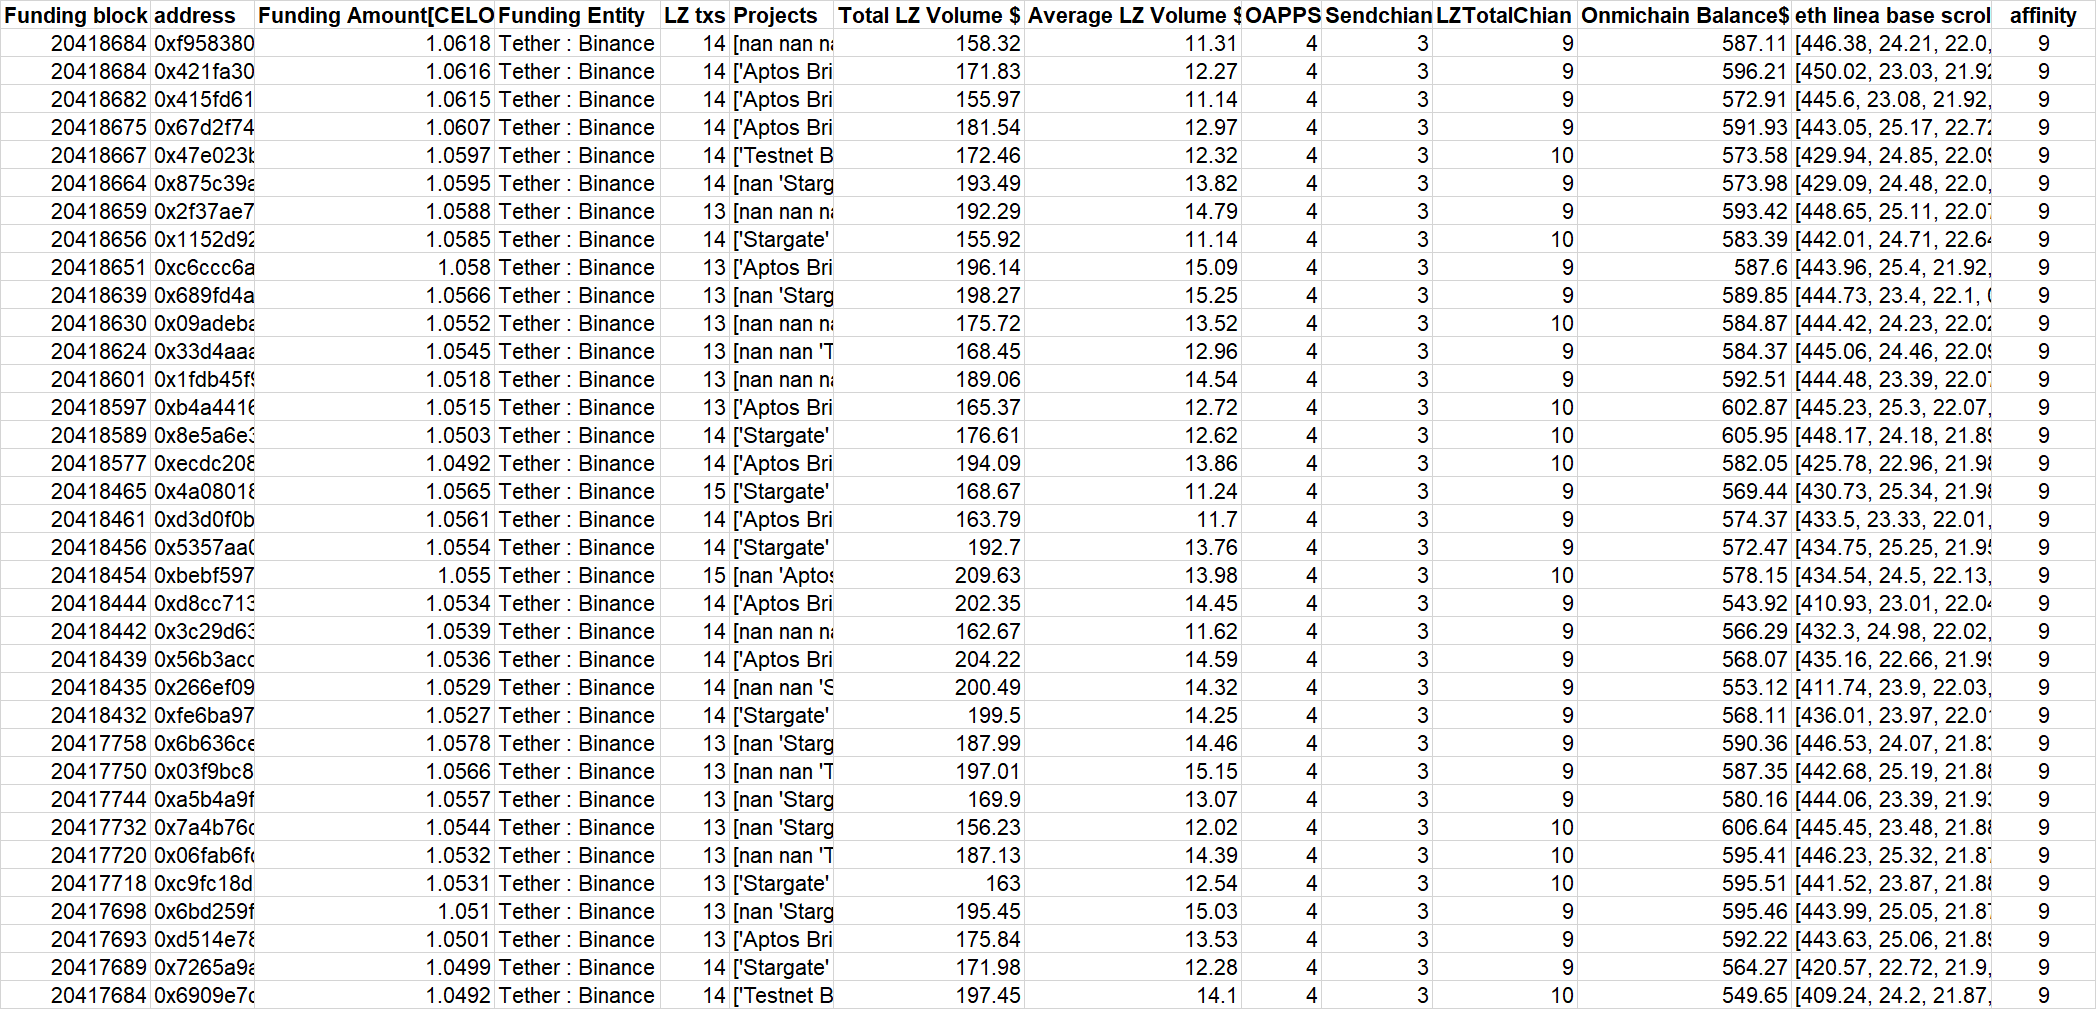 Funding block address Funding Amount[CELO Funding Entity LZ txs Projects Total LZ Volume $ Average LZ Volume $ OAPPS Sendchian LZTotalChian Onmichain Balance$ eth linea base scrol affinity
20418684 0xf958380 1.0618 Tether : Binance 14 [nan nan na 158.32 11.31 4 3 9 587.11 [446.38, 24.21, 22.0, 9
20418684 0x421fa30 1.0616 Tether : Binance 14 ['Aptos Bri 171.83 12.27 4 3 9 596.21 [450.02, 23.03, 21.92 9
20418682 0x415fd61 1.0615 Tether : Binance 14 ['Aptos Bri 155.97 11.14 4 3 9 572.91 [445.6, 23.08, 21.92, 9
20418675 0x67d2f74 1.0607 Tether : Binance 14 ['Aptos Bri 181.54 12.97 4 3 9 591.93 [443.05, 25.17, 22.72 9
20418667 0x47e023b 1.0597 Tether : Binance 14 ['Testnet B 172.46 12.32 4 3 10 573.58 [429.94, 24.85, 22.09 9
20418664 0x875c39a 1.0595 Tether : Binance 14 [nan 'Starg 193.49 13.82 4 3 9 573.98 [429.09, 24.48, 22.0, 9
20418659 0x2f37ae7 1.0588 Tether : Binance 13 [nan nan na 192.29 14.79 4 3 9 593.42 [448.65, 25.11, 22.07 9
20418656 0x1152d92 1.0585 Tether : Binance 14 ['Stargate' 155.92 11.14 4 3 10 583.39 [442.01, 24.71, 22.64 9
20418651 0xc6ccc6a 1.058 Tether : Binance 13 ['Aptos Bri 196.14 15.09 4 3 9 587.6 [443.96, 25.4, 21.92, 9
20418639 0x689fd4a 1.0566 Tether : Binance 13 [nan 'Starg 198.27 15.25 4 3 9 589.85 [444.73, 23.4, 22.1, 0 9
20418630 0x09adeba 1.0552 Tether : Binance 13 [nan nan na 175.72 13.52 4 3 10 584.87 [444.42, 24.23, 22.02 9
20418624 0x33d4aaa 1.0545 Tether : Binance 13 [nan nan 'T 168.45 12.96 4 3 9 584.37 [445.06, 24.46, 22.09 9
20418601 0x1fdb45f9 1.0518 Tether : Binance 13 [nan nan na 189.06 14.54 4 3 9 592.51 [444.48, 23.39, 22.07 9
20418597 0xb4a4416 1.0515 Tether : Binance 13 ['Aptos Bri 165.37 12.72 4 3 10 602.87 [445.23, 25.3, 22.07, 9
20418589 0x8e5a6e3 1.0503 Tether : Binance 14 ['Stargate' 176.61 12.62 4 3 10 605.95 [448.17, 24.18, 21.89 9
20418577 0xecdc208 1.0492 Tether : Binance 14 ['Aptos Bri 194.09 13.86 4 3 10 582.05 [425.78, 22.96, 21.98 9
20418465 0x4a08018 1.0565 Tether : Binance 15 ['Stargate' 168.67 11.24 4 3 9 569.44 [430.73, 25.34, 21.98 9
20418461 0xd3d0f0b 1.0561 Tether : Binance 14 ['Aptos Bri 163.79 11.7 4 3 9 574.37 [433.5, 23.33, 22.01, 9
20418456 0x5357aa0 1.0554 Tether : Binance 14 ['Stargate' 192.7 13.76 4 3 9 572.47 [434.75, 25.25, 21.95 9
20418454 0xbebf597 1.055 Tether : Binance 15 [nan 'Aptos 209.63 13.98 4 3 10 578.15 [434.54, 24.5, 22.13, 9
20418444 0xd8cc713 1.0534 Tether : Binance 14 ['Aptos Bri 202.35 14.45 4 3 9 543.92 [410.93, 23.01, 22.04 9
20418442 0x3c29d63 1.0539 Tether : Binance 14 [nan nan na 162.67 11.62 4 3 9 566.29 [432.3, 24.98, 22.02, 9
20418439 0x56b3acc 1.0536 Tether : Binance 14 ['Aptos Bri 204.22 14.59 4 3 9 568.07 [435.16, 22.66, 21.99 9
20418435 0x266ef09 1.0529 Tether : Binance 14 [nan nan 'S 200.49 14.32 4 3 9 553.12 [411.74, 23.9, 22.03, 9
20418432 0xfe6ba97 1.0527 Tether : Binance 14 ['Stargate' 199.5 14.25 4 3 9 568.11 [436.01, 23.97, 22.01 9
20417758 0x6b636ce 1.0578 Tether : Binance 13 [nan 'Starg 187.99 14.46 4 3 9 590.36 [446.53, 24.07, 21.83 9
20417750 0x03f9bc8 1.0566 Tether : Binance 13 [nan nan 'T 197.01 15.15 4 3 9 587.35 [442.68, 25.19, 21.88 9
20417744 0xa5b4a9f 1.0557 Tether : Binance 13 [nan 'Starg 169.9 13.07 4 3 9 580.16 [444.06, 23.39, 21.93 9
20417732 0x7a4b76c 1.0544 Tether : Binance 13 [nan 'Starg 156.23 12.02 4 3 10 606.64 [445.45, 23.48, 21.88 9
20417720 0x06fab6fc 1.0532 Tether : Binance 13 [nan nan 'T 187.13 14.39 4 3 10 595.41 [446.23, 25.32, 21.87 9
20417718 0xc9fc18d 1.0531 Tether : Binance 13 ['Stargate' 163 12.54 4 3 10 595.51 [441.52, 23.87, 21.88 9
20417698 0x6bd259f 1.051 Tether : Binance 13 [nan 'Starg 195.45 15.03 4 3 9 595.46 [443.99, 25.05, 21.87 9
20417693 0xd514e78 1.0501 Tether : Binance 13 ['Aptos Bri 175.84 13.53 4 3 9 592.22 [443.63, 25.06, 21.89 9
20417689 0x7265a9a 1.0499 Tether : Binance 14 ['Stargate' 171.98 12.28 4 3 9 564.27 [420.57, 22.72, 21.9, 9
20417684 0x6909e7c 1.0492 Tether : Binance 14 ['Testnet B 197.45 14.1 4 3 10 549.65 [409.24, 24.2, 21.87, 9